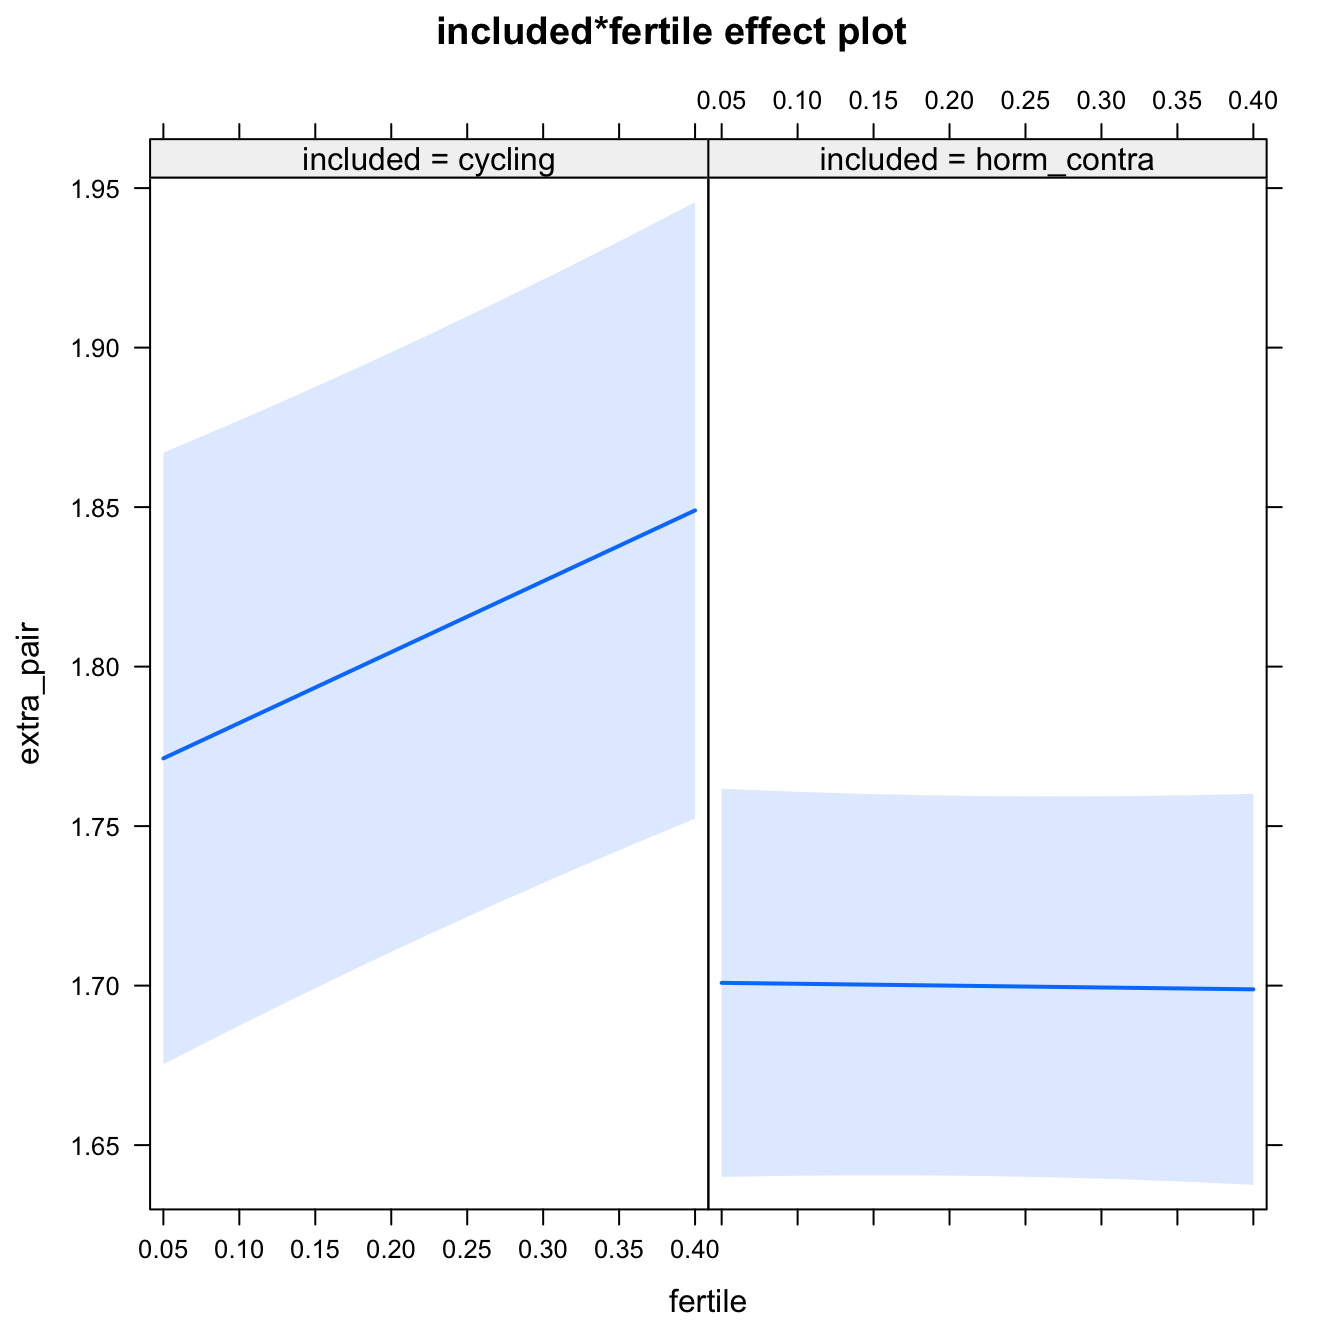 included*fertile effect plot
0.05 0.10 0.15 0.20 0.25 0.30 0.35 0.40
included = cycling
included = horm_contra
1.95
1.90
1.85
1.80
1.75
1.70
1.65
extra_pair
0.05 0.10 0.15 0.20 0.25 0.30 0.35 0.40
fertile